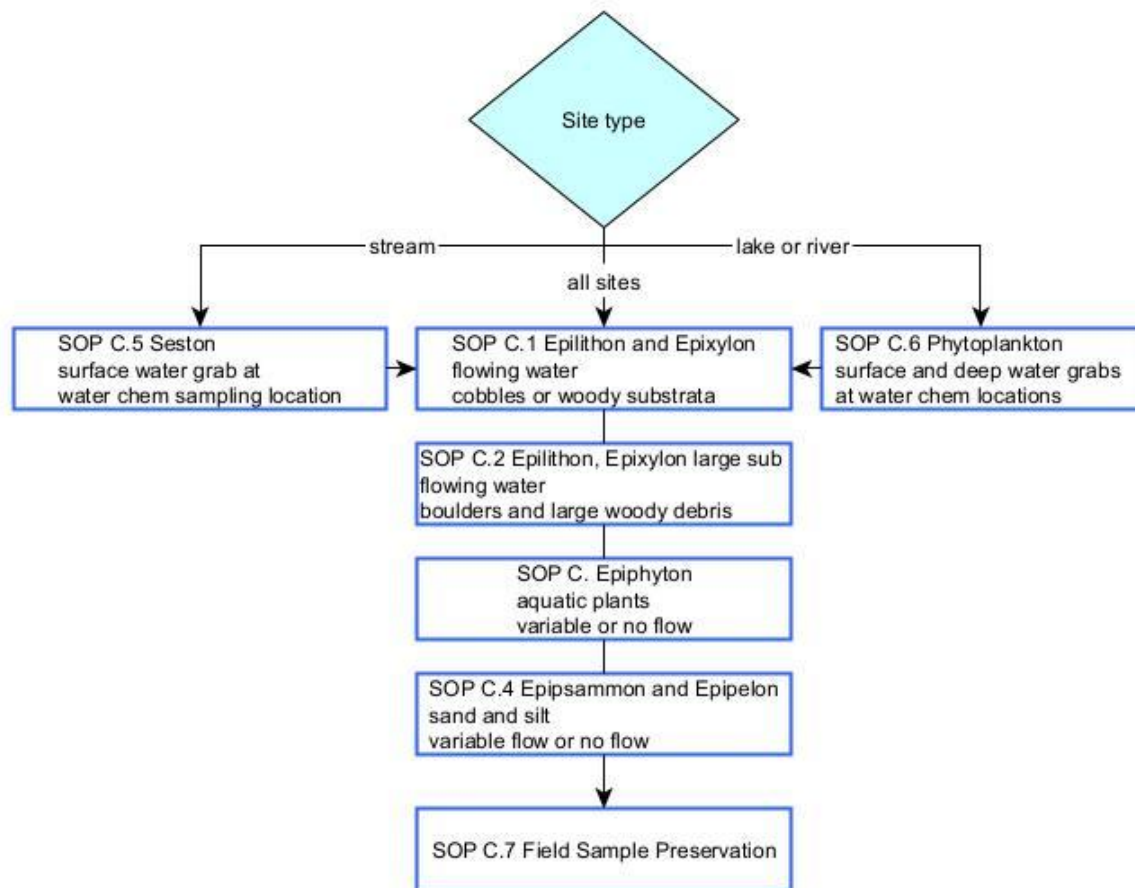 Site type
stream
lake or river
all sites
SOP C.5 Seston
surface water grab at
water chem sampling location
SOP C.1 Epilithon and Epixylon
flowing water
cobbles or woody substrata
SOP C.6 Phytoplankton
surface and deep water grabs
at water chem locations
SOP C.2 Epilithon, Epixylon large sub
flowing water
boulders and large woody debris
SOP C. Epiphyton
aquatic plants
variable or no flow
SOP C.4 Epipsammon and Epipelon
sand and silt
variable flow or no flow
SOP C.7 Field Sample Preservation